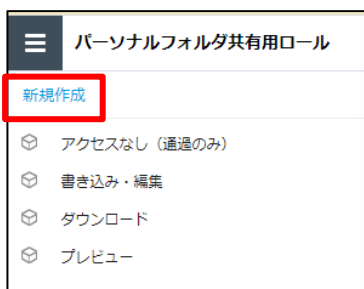 パーソナルフォルダ共有用ロール
新規作成
アクセスなし（通過のみ）
書き込み・編集
ダウンロード
プレビュー